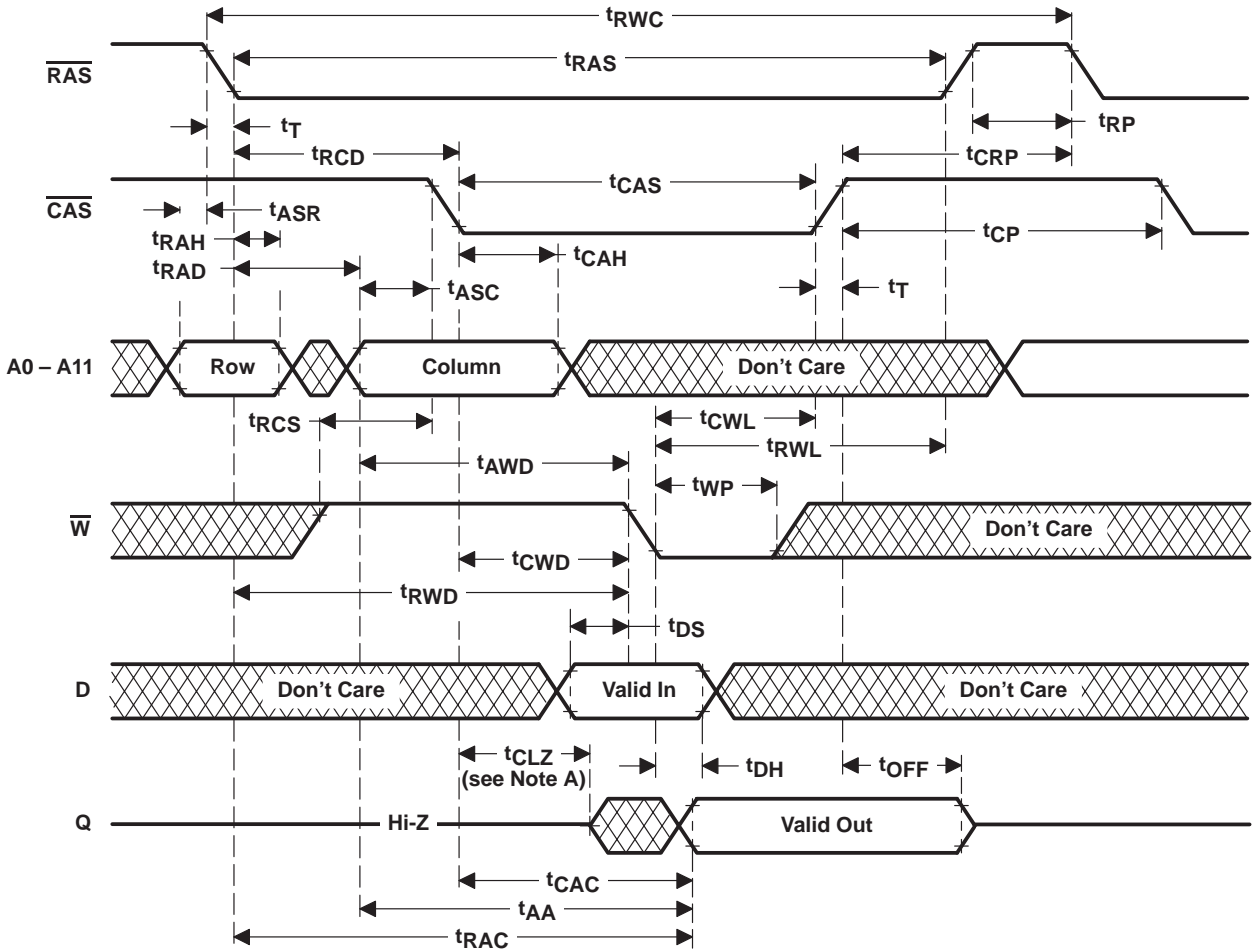 tRWC
RAS
tRAS
tT
tRP
tRCD
tCRP
CAS
tCAS
tASR
tCP
tRAH
tCAH
tRAD
tASC
tT
A0 – A11
Row
Column
Don't Care
tRCS
tCWL
tRWL
tAWD
tWP
W
Don't Care
tCWD
tRWD
tDS
D
Don't Care
Valid In
Don't Care
tCLZ
(see Note A)
tDH
tOFF
Q
Hi-Z
Valid Out
tCAC
tAA
tRAC